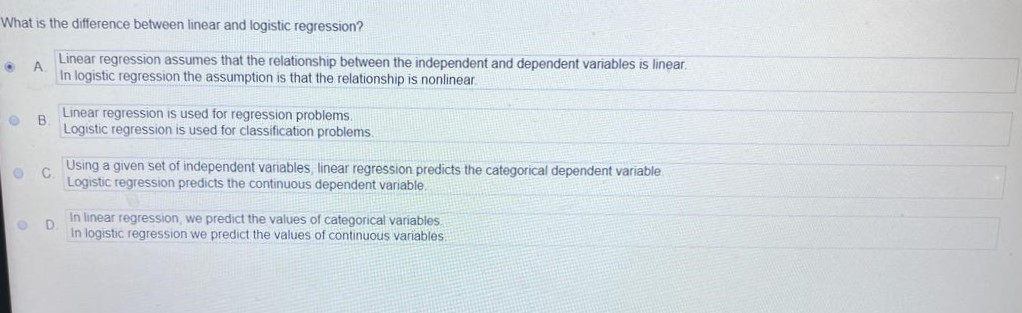 What is the difference between linear and logistic regression?
A. Linear regression assumes that the relationship between the independent and dependent variables is linear.
In logistic regression the assumption is that the relationship is nonlinear.
B. Linear regression is used for regression problems.
Logistic regression is used for classification problems.
C. Using a given set of independent variables, linear regression predicts the categorical dependent variable.
Logistic regression predicts the continuous dependent variable.
D. In linear regression, we predict the values of categorical variables.
In logistic regression we predict the values of continuous variables.